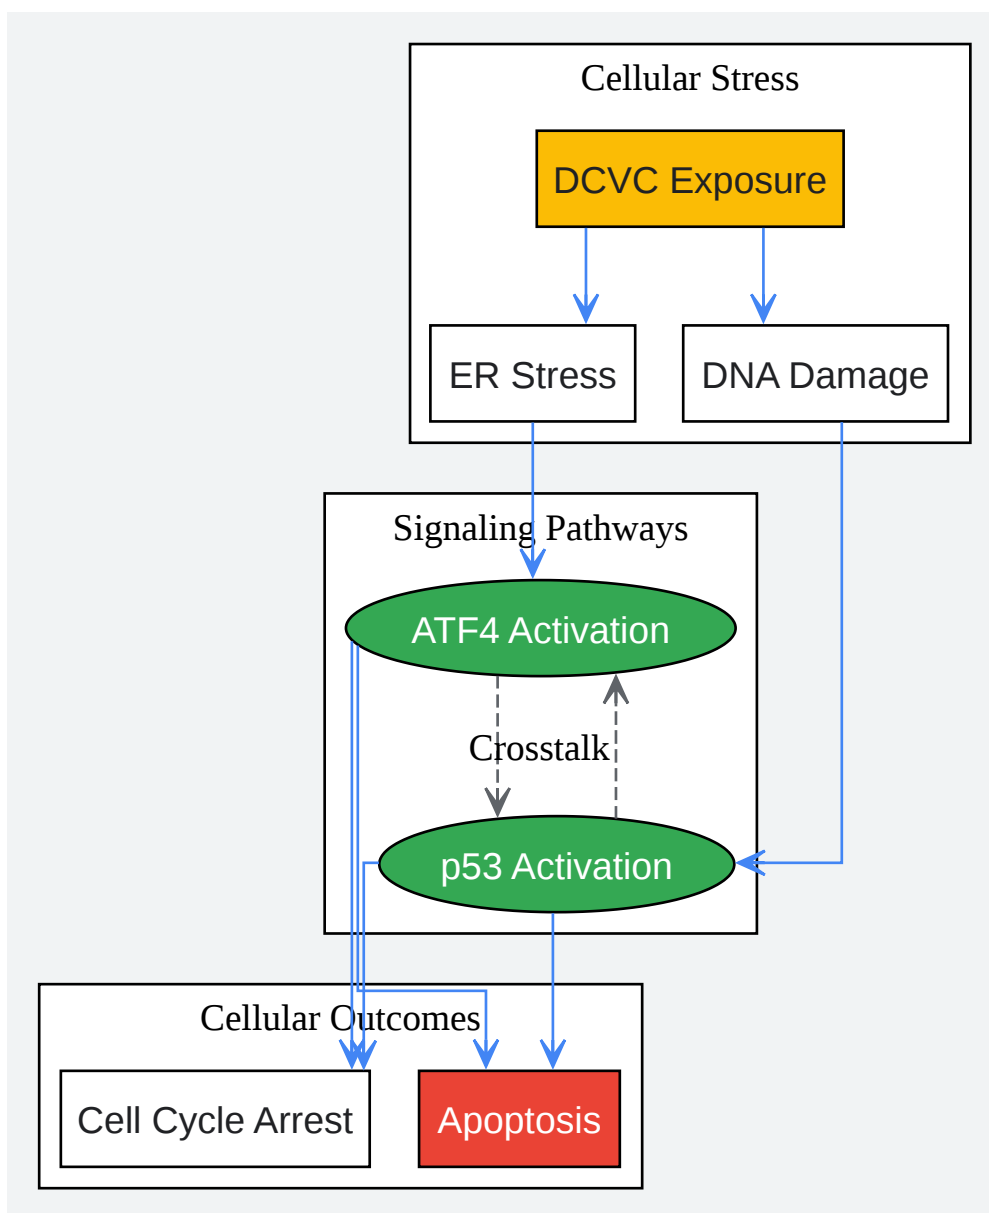 Cellular Stress
DCVC Exposure
ER Stress
DNA Damage
Signaling Pathways
ATF4 Activation
Crosstalk
p53 Activation
Cellular Outcomes
Cell Cycle Arrest
Apoptosis